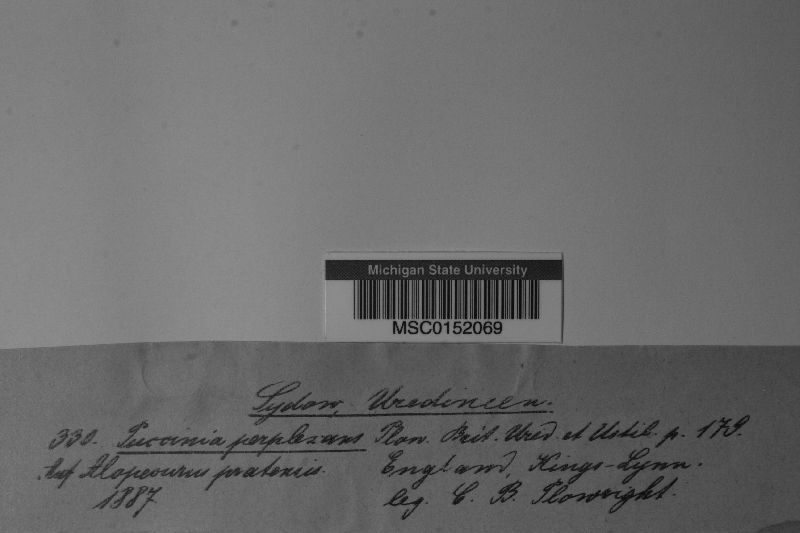 Michigan State University
MSC0152069
Sydow, Uredineen.
330. Puccinia perplexans Plow. Brit. Ured. et Ustil. p. 179.
Auf Alopecurus pratensis. England, Kings-Lynn.
1887 leg. C. B. Plowright.